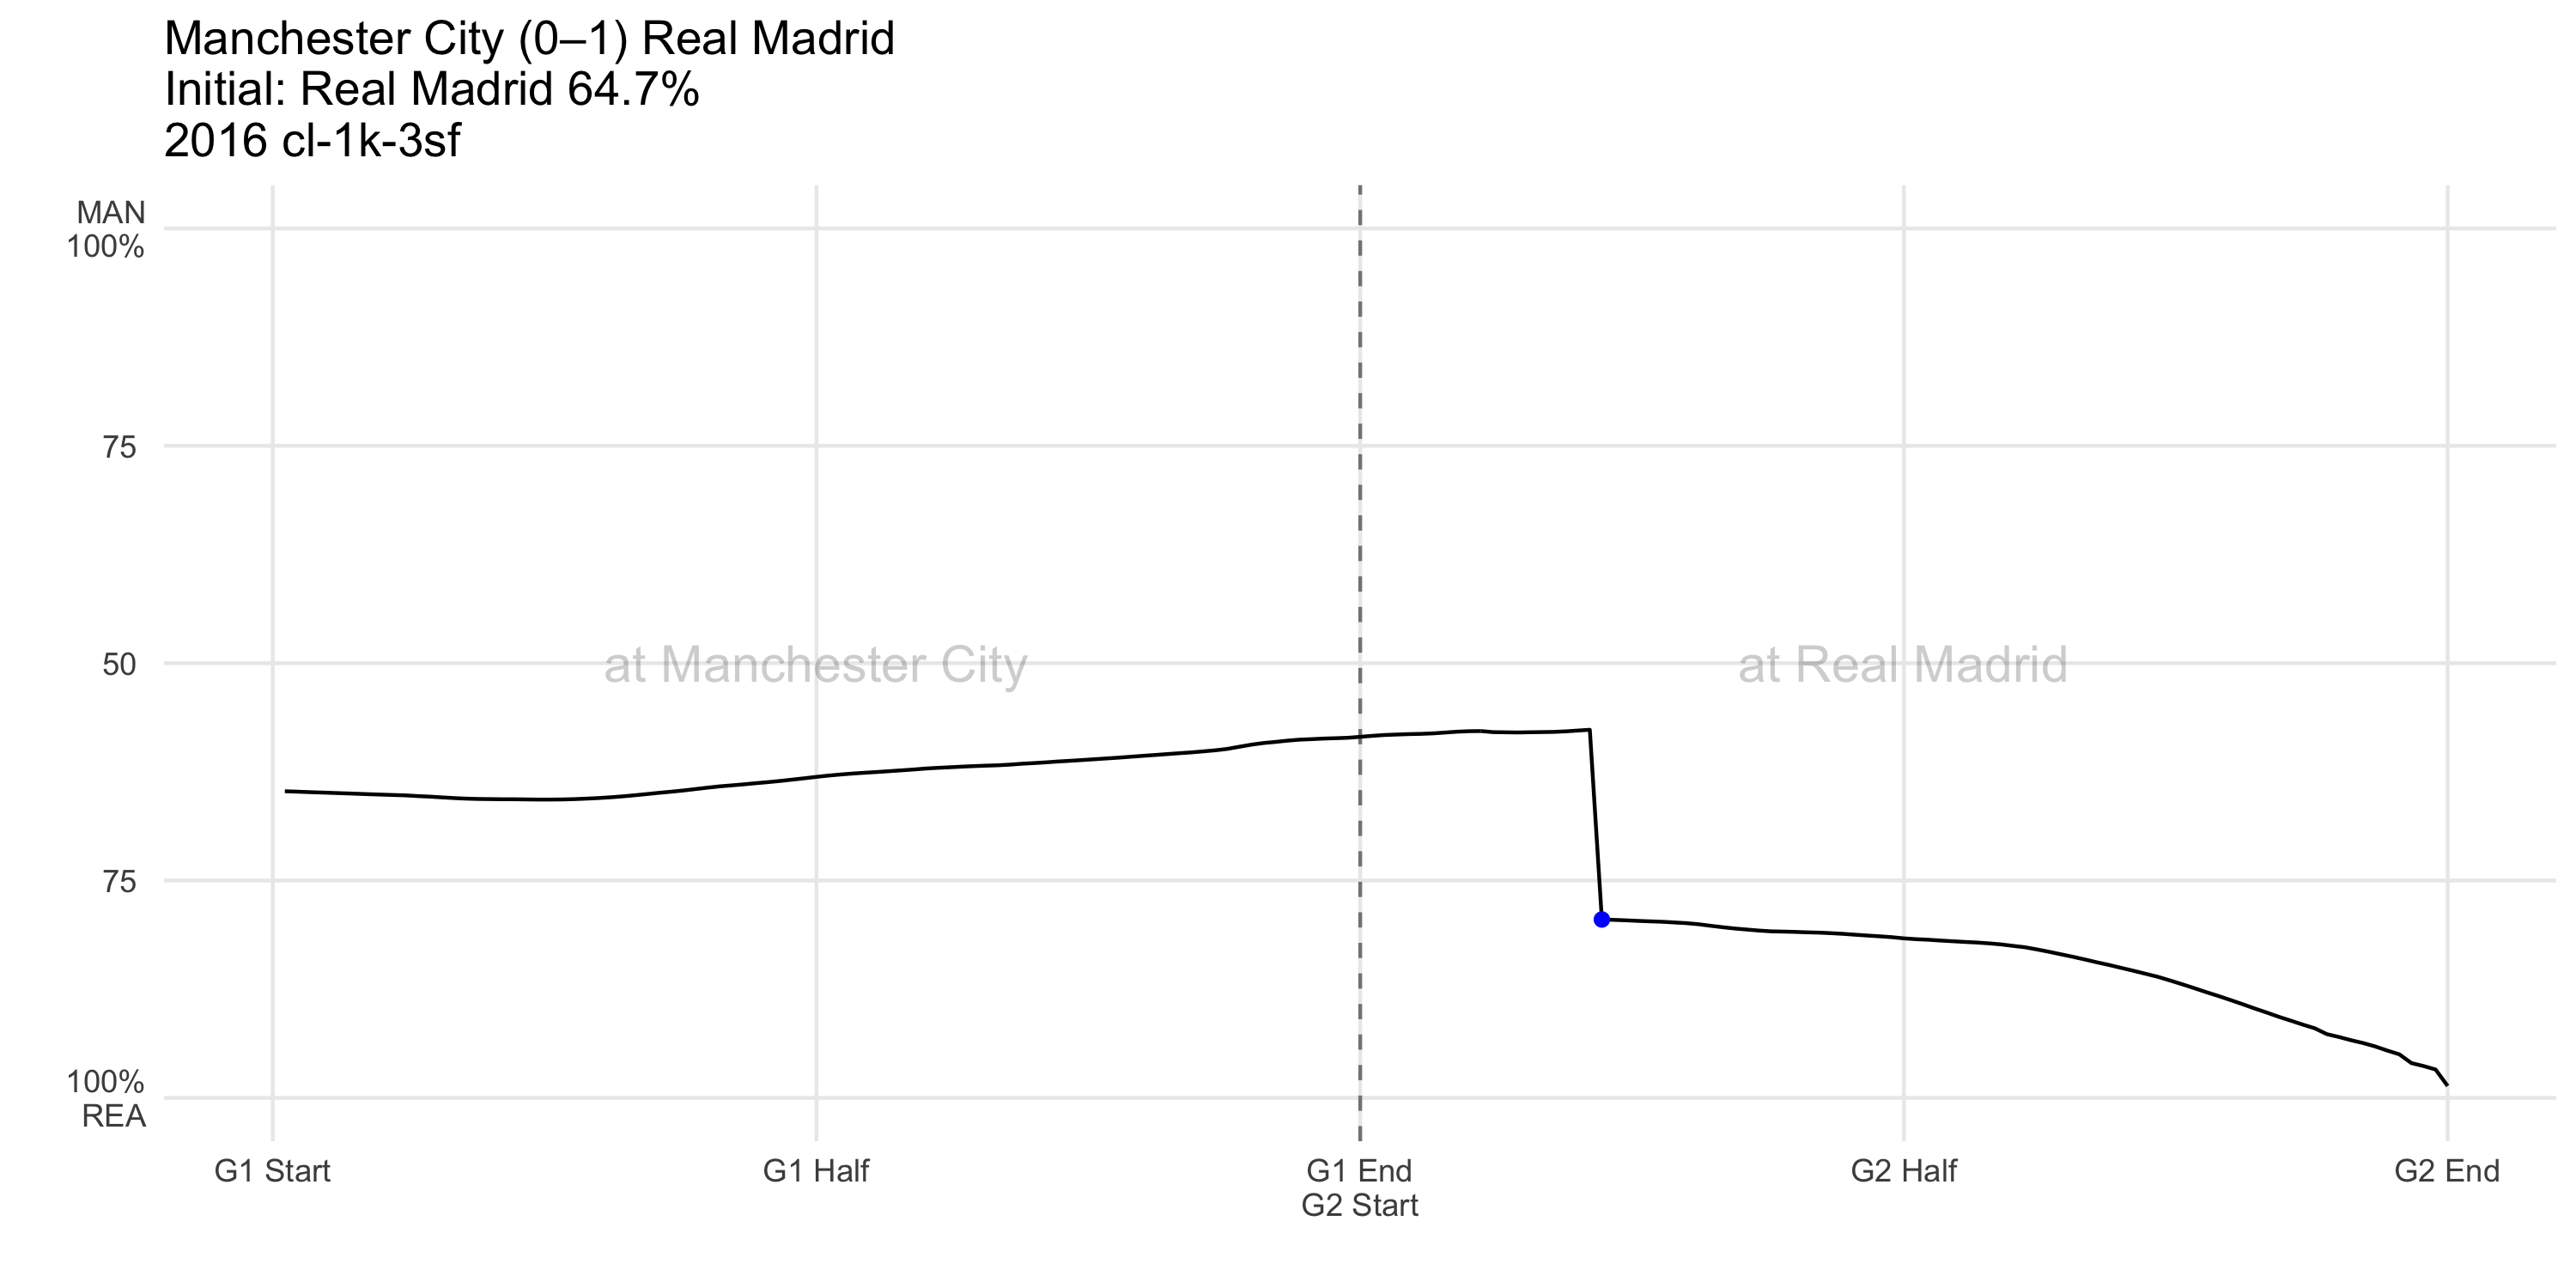 Manchester City (0–1) Real Madrid
Initial: Real Madrid 64.7%
2016 cl-1k-3sf
MAN
100%
75
50
75
100%
REA
at Manchester City
at Real Madrid
G1 Start
G1 Half
G1 End
G2 Start
G2 Half
G2 End